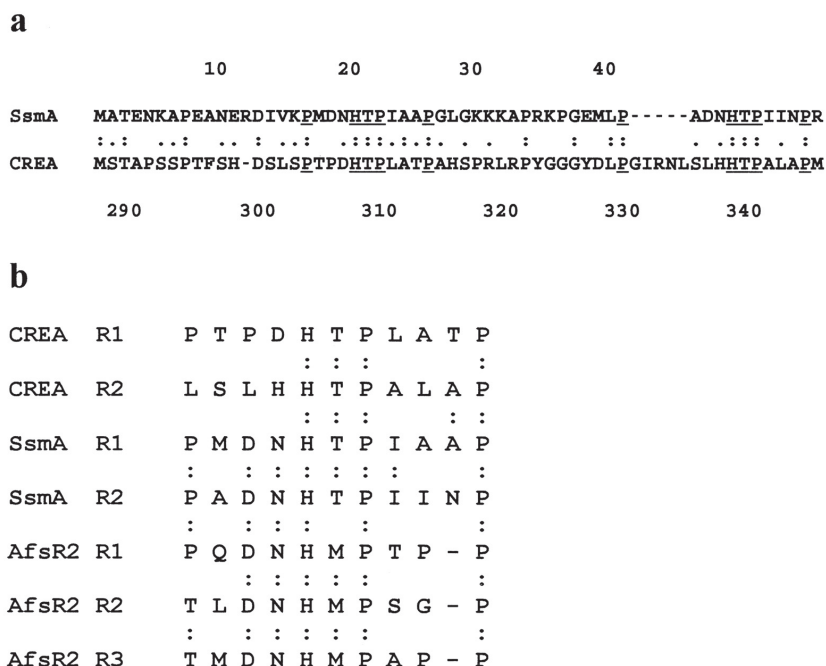 a
10 20 30 40
SsmA MATENKAPEANERDIVKPMDNHTPIAAPGLGKKKAPRKPGEMLP-----ADNHTPIINPR
:.: ..: .. : ..: .:::.:.: . . : : : . .:::.. :
CREA MSTAPSSPTFSH-DSLSPTPDHTPLATPAHSPRLRPYGGGYDLPGIRNLSLHHTPALAPM
290 300 310 320 330 340
b
CREA R1 P T P D H T P L A T P
: : : :
CREA R2 L S L H H T P A L A P
: : : : :
SsmA R1 P M D N H T P I A A P
: : : : : : : :
SsmA R2 P A D N H T P I I N P
: : : : : :
AfsR2 R1 P Q D N H M P T P - P
: : : : : :
AfsR2 R2 T L D N H M P S G - P
: : : : : : :
AfsR2 R3 T M D N H M P A P - P